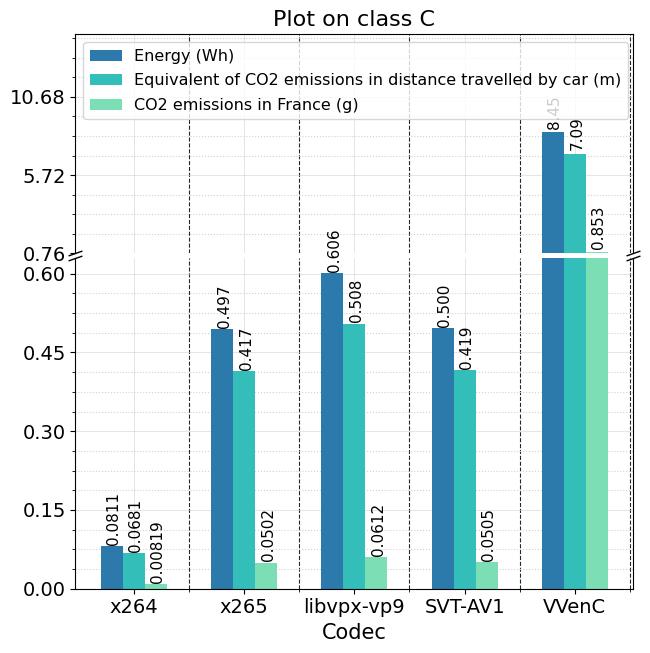 Plot on class C
Energy (Wh)
Equivalent of CO2 emissions in distance travelled by car (m)
CO2 emissions in France (g)
10.68
5.72
0.76
0.60
0.45
0.30
0.15
0.00
0.0811
0.0681
0.00819
0.497
0.417
0.0502
0.606
0.508
0.0612
0.500
0.419
0.0505
8.45
7.09
0.853
x264
x265
libvpx-vp9
SVT-AV1
VVenC
Codec